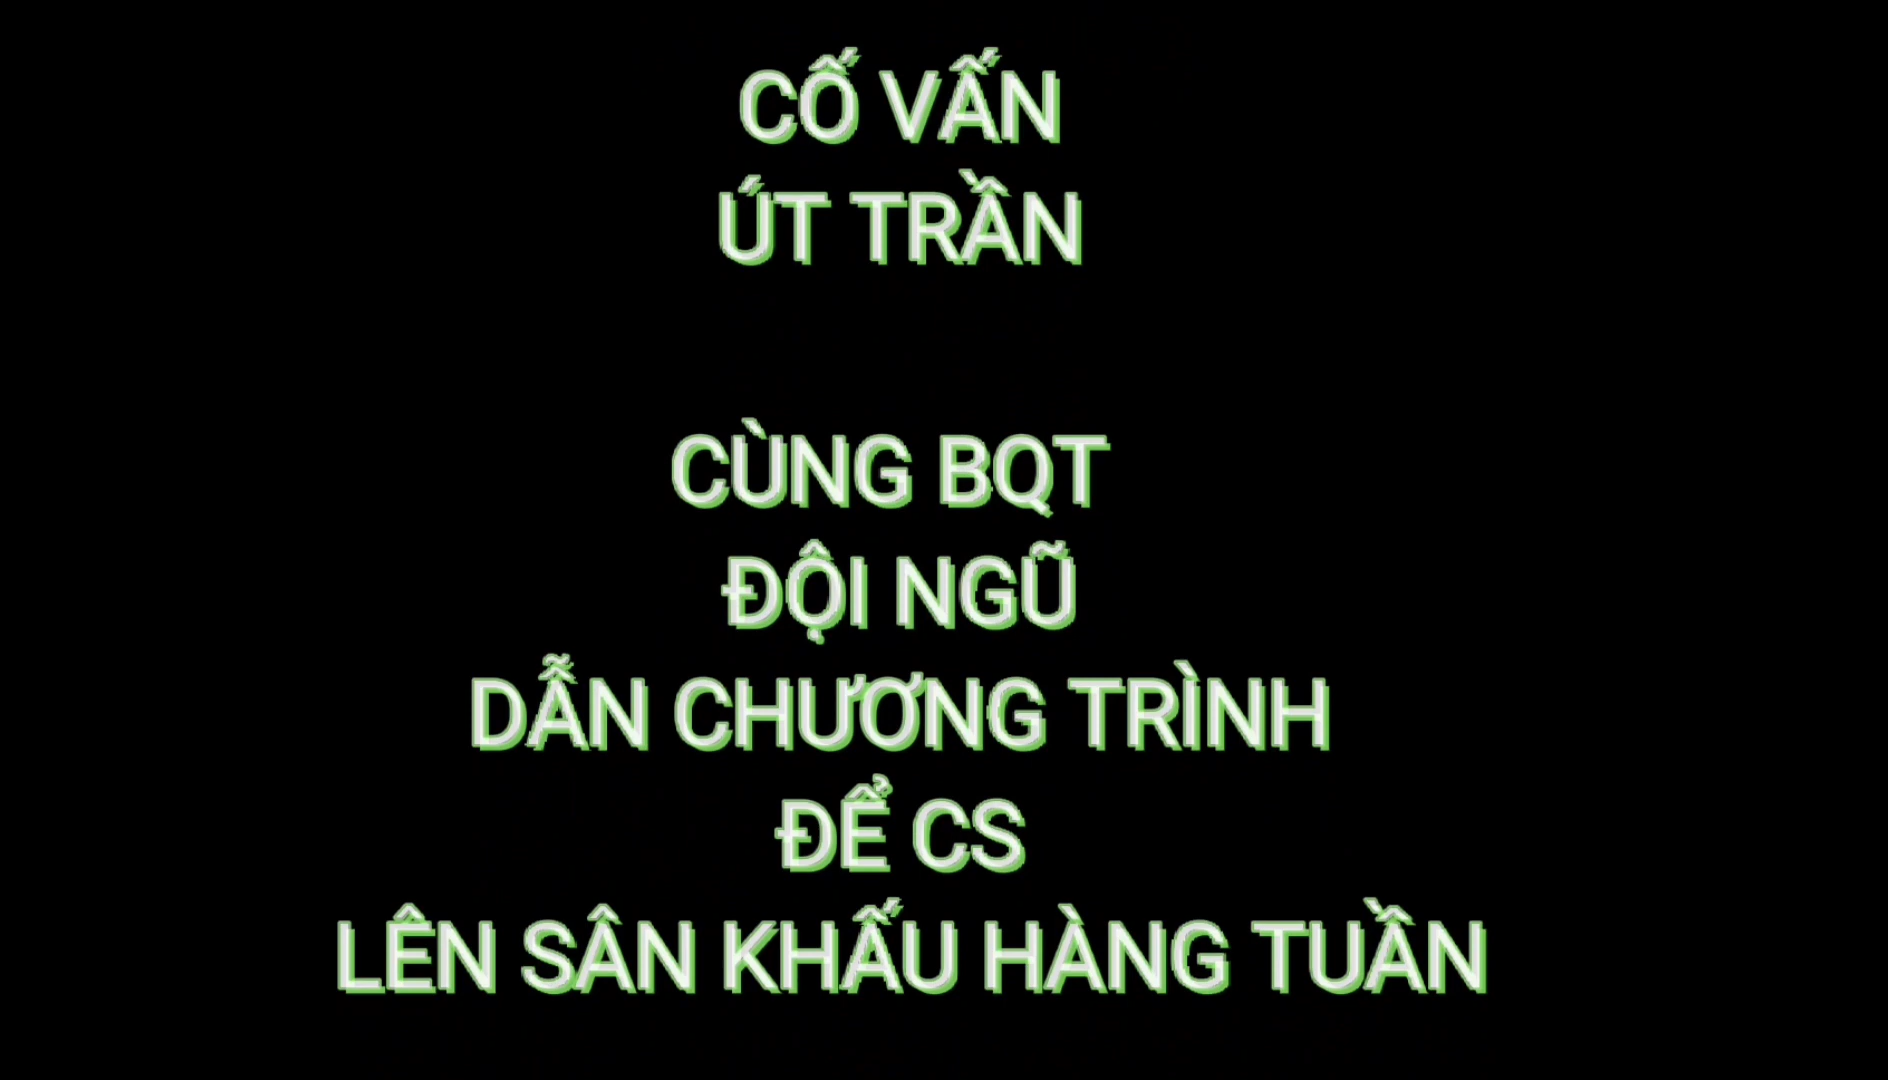 CỐ VẤN
ÚT TRẦN
CÙNG BQT
ĐỘI NGŨ
DẪN CHƯƠNG TRÌNH
ĐỂ CS
LÊN SÂN KHẤU HÀNG TUẦN